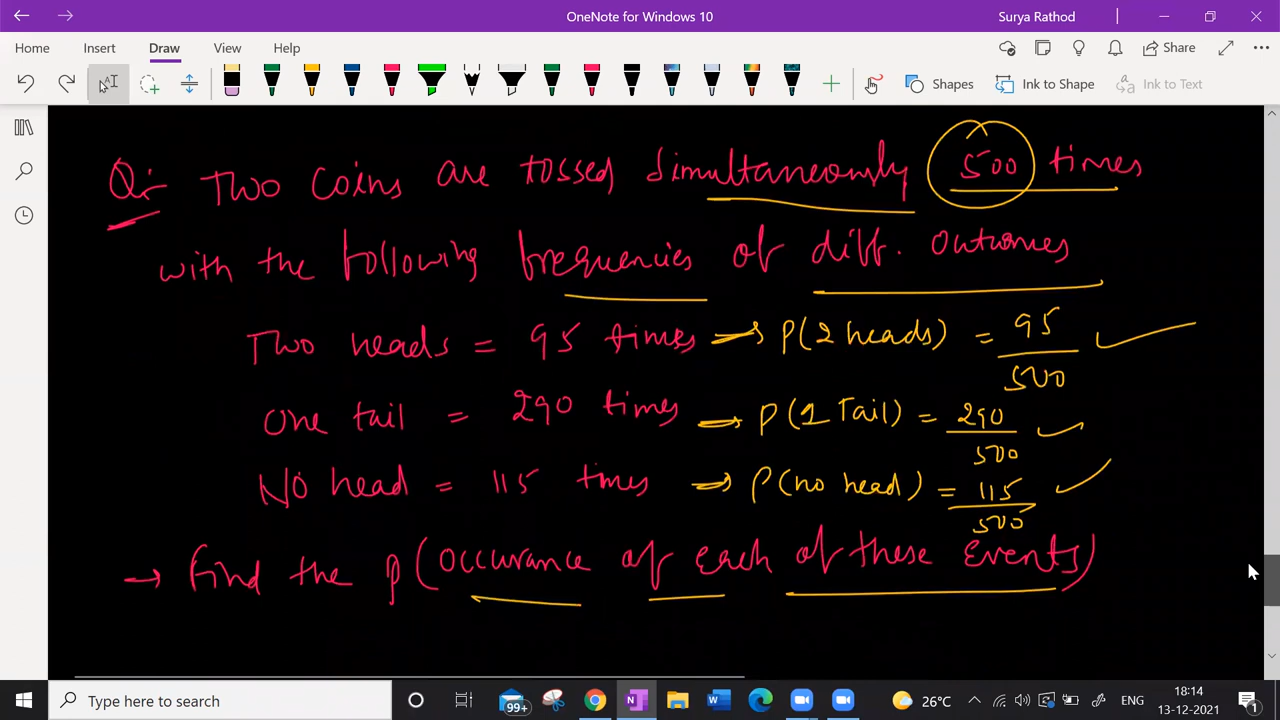 OneNote for Windows 10
Surya Rathod
Home Insert Draw View Help
Share
Shapes
Ink to Shape
Ink to Text
Q:- Two Coins are tossed Simultaneously 500 times
with the following frequencies of diff. Outcomes
Two heads = 95 times → P(2 heads) = 95/500
One tail = 290 times → P(1 Tail) = 290/500
No head = 115 times → P(no head) = 115/500
→ Find the P(Occurance of each of these Events)
Type here to search
99+
26°C
ENG
18:14
13-12-2021
1